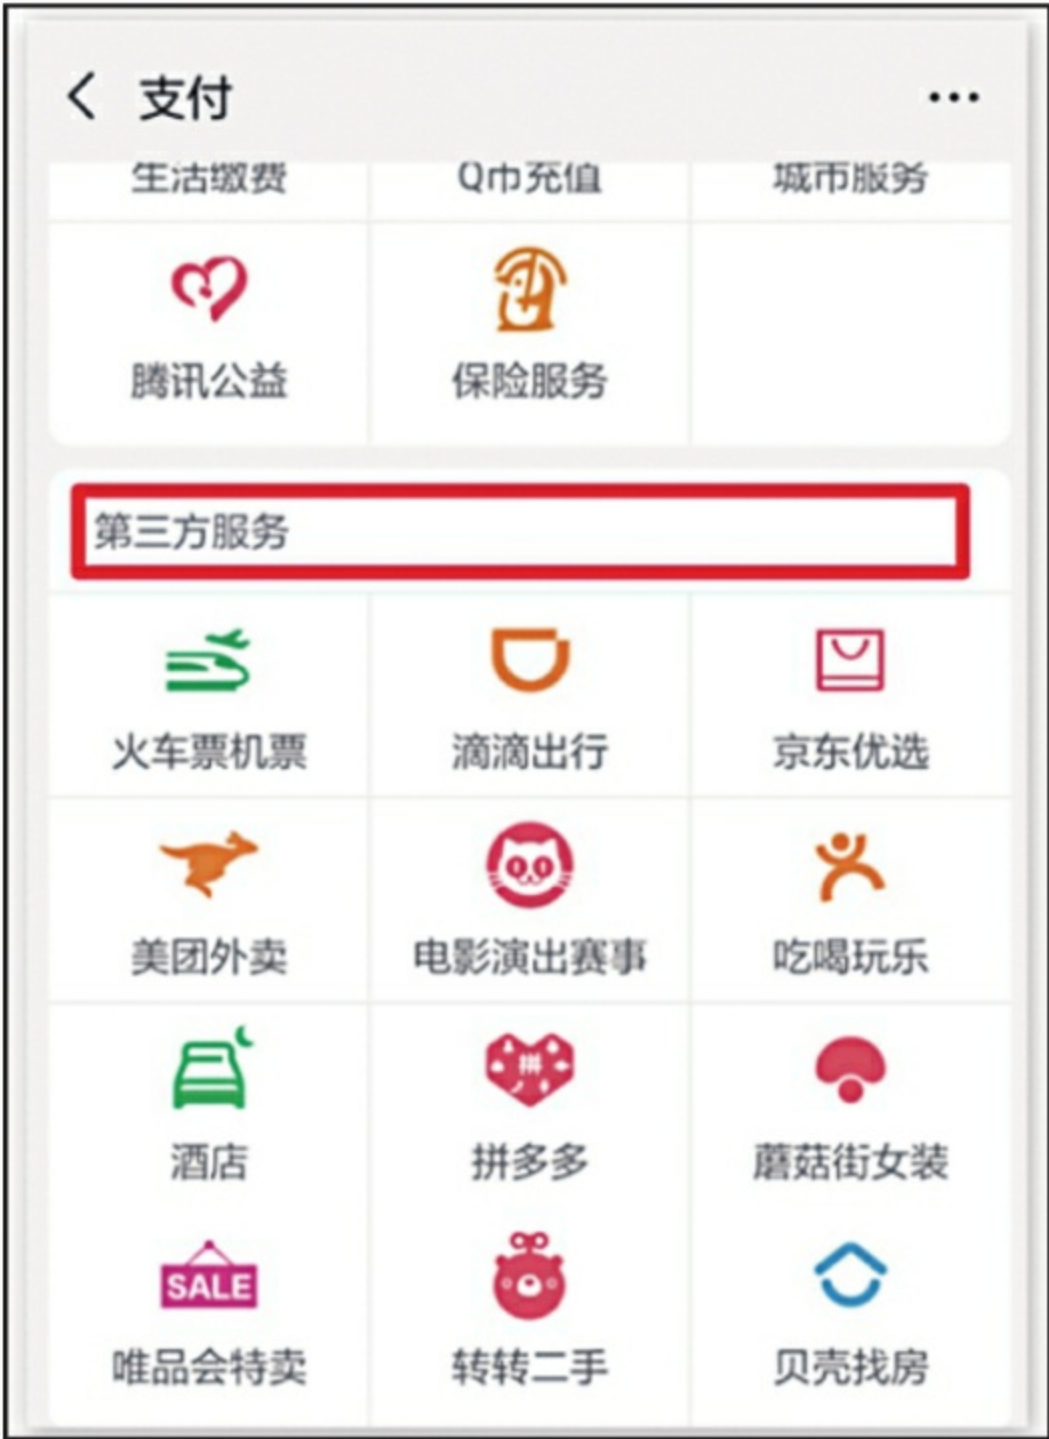 支付
生活缴费 Q币充值 城市服务
腾讯公益 保险服务
第三方服务
火车票机票 滴滴出行 京东优选
美团外卖 电影演出赛事 吃喝玩乐
拼
酒店 拼多多 蘑菇街女装
SALE
唯品会特卖 转转二手 贝壳找房